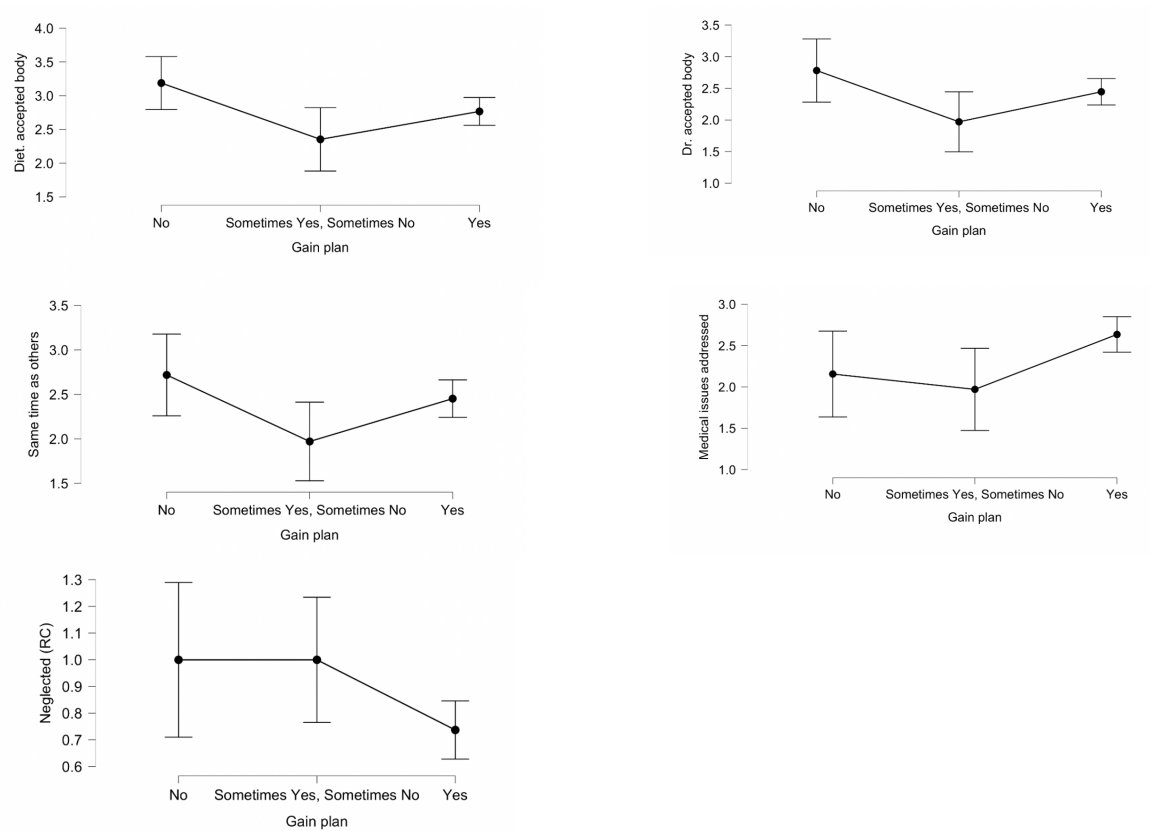 Diet. accepted body
4.0
3.5
3.0
2.5
2.0
1.5
No Sometimes Yes, Sometimes No Yes
Gain plan
Dr. accepted body
3.5
3.0
2.5
2.0
1.5
1.0
No Sometimes Yes, Sometimes No Yes
Gain plan
Same time as others
3.5
3.0
2.5
2.0
1.5
No Sometimes Yes, Sometimes No Yes
Gain plan
Medical issues addressed
3.0
2.5
2.0
1.5
1.0
No Sometimes Yes, Sometimes No Yes
Gain plan
Neglected (RC)
1.3
1.2
1.1
1.0
0.9
0.8
0.7
0.6
No Sometimes Yes, Sometimes No Yes
Gain plan